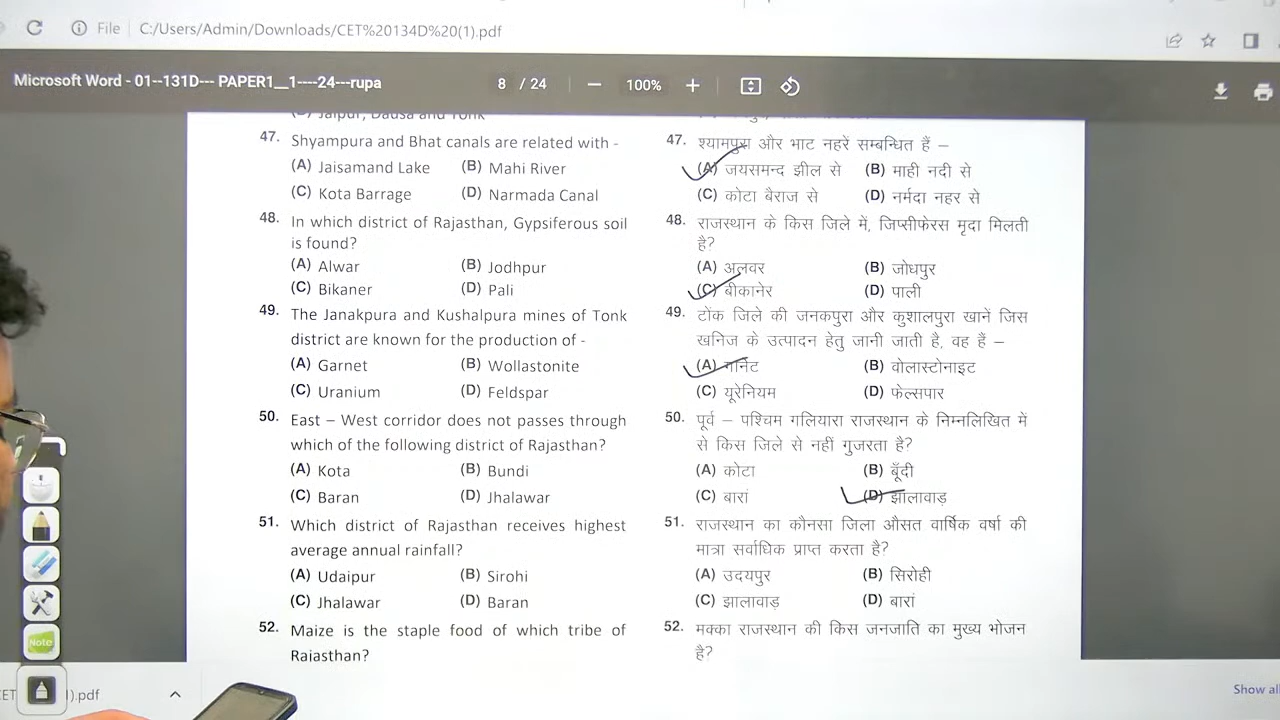 File C:/Users/Admin/Downloads/CET%20134D%20(1).pdf
Microsoft Word - 01--131D--- PAPER1__1----24---rupa 8 / 24 100%
(D) Jaipur, Dausa and Tonk
47. Shyampura and Bhat canals are related with -
(A) Jaisamand Lake (B) Mahi River
(C) Kota Barrage (D) Narmada Canal
48. In which district of Rajasthan, Gypsiferous soil
is found?
(A) Alwar (B) Jodhpur
(C) Bikaner (D) Pali
49. The Janakpura and Kushalpura mines of Tonk
district are known for the production of -
(A) Garnet (B) Wollastonite
(C) Uranium (D) Feldspar
50. East – West corridor does not passes through
which of the following district of Rajasthan?
(A) Kota (B) Bundi
(C) Baran (D) Jhalawar
51. Which district of Rajasthan receives highest
average annual rainfall?
(A) Udaipur (B) Sirohi
(C) Jhalawar (D) Baran
52. Maize is the staple food of which tribe of
Rajasthan?
47. श्यामपुरा और भाट नहरें सम्बन्धित हैं –
(A) जयसमन्द झील से (B) माही नदी से
(C) कोटा बैराज से (D) नर्मदा नहर से
48. राजस्थान के किस जिले में, जिप्सीफेरस मृदा मिलती
है?
(A) अलवर (B) जोधपुर
(C) बीकानेर (D) पाली
49. टोंक जिले की जनकपुरा और कुशालपुरा खानें जिस
खनिज के उत्पादन हेतु जानी जाती है, वह हैं –
(A) गार्नेट (B) वोलास्टोनाइट
(C) यूरेनियम (D) फेल्सपार
50. पूर्व – पश्चिम गलियारा राजस्थान के निम्नलिखित में
से किस जिले से नहीं गुजरता है?
(A) कोटा (B) बूँदी
(C) बारां (D) झालावाड़
51. राजस्थान का कौनसा जिला औसत वार्षिक वर्षा की
मात्रा सर्वाधिक प्राप्त करता है?
(A) उदयपुर (B) सिरोही
(C) झालावाड़ (D) बारां
52. मक्का राजस्थान की किस जनजाति का मुख्य भोजन
है?
Note
1).pdf
Show all